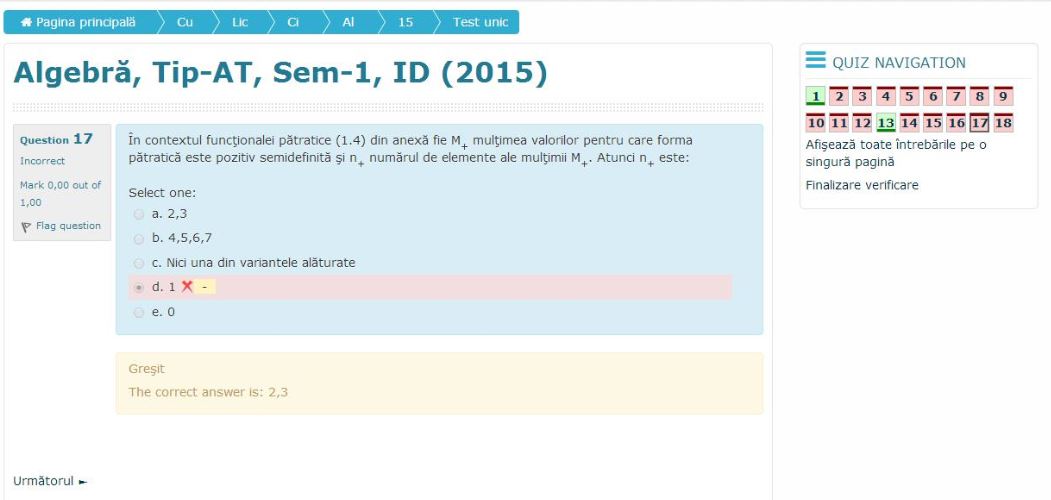 Pagina principală Cu Lic Ci Al 15 Test unic
Algebră, Tip-AT, Sem-1, ID (2015)
Question 17
Incorrect
Mark 0,00 out of
1,00
Flag question
În contextul funcţionalei pătratice (1.4) din anexă fie M+ mulţimea valorilor pentru care forma
pătratică este pozitiv semidefinită şi n+ numărul de elemente ale mulţimii M+. Atunci n+ este:
Select one:
a. 2,3
b. 4,5,6,7
c. Nici una din variantele alăturate
d. 1 -
e. 0
Greşit
The correct answer is: 2,3
Următorul ►
QUIZ NAVIGATION
1 2 3 4 5 6 7 8 9
10 11 12 13 14 15 16 17 18
Afişează toate întrebările pe o
singură pagină
Finalizare verificare